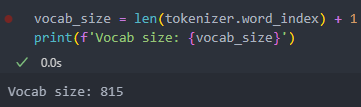 vocab_size = len(tokenizer.word_index) + 1
print(f'Vocab size: {vocab_size}')
0.0s
Vocab size: 815